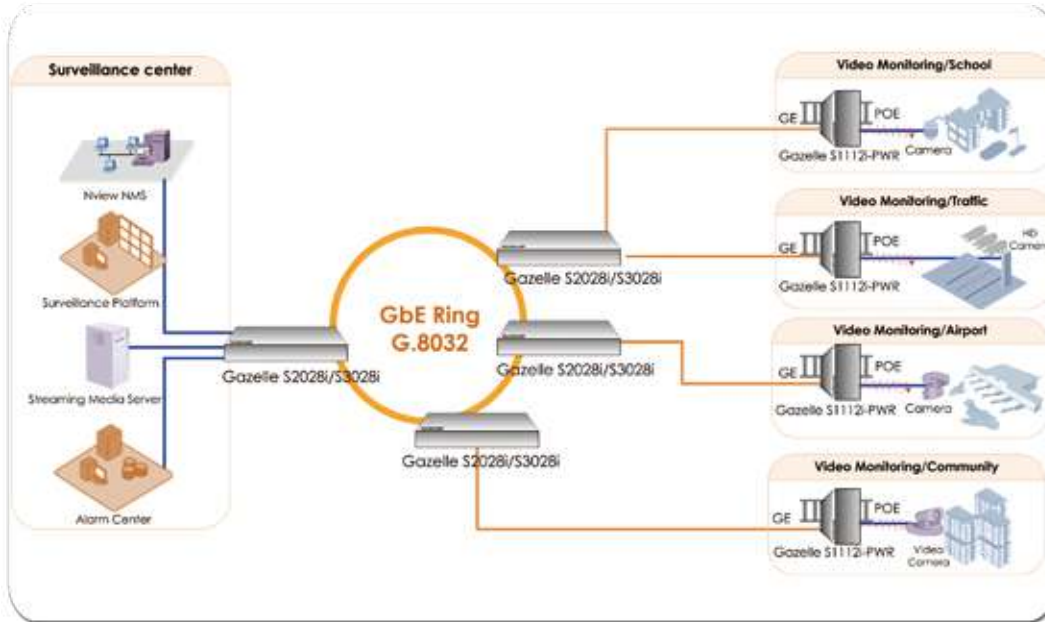 Surveillance center
Nview NMS
Surveillance Platform
Streaming Media Server
Alarm Center
Gazelle S2028i/S3028i
GbE Ring
G.8032
Gazelle S2028i/S3028i
Gazelle S2028i/S3028i
Gazelle S2028i/S3028i
Video Monitoring/School
GE
POE
Gazelle S1112i-PWR
Camera
Video Monitoring/Traffic
GE
POE
HD
Camera
Gazelle S1112i-PWR
Video Monitoring/Airport
GE
POE
Gazelle S1112i-PWR
Camera
Video Monitoring/Community
GE
POE
Gazelle S1112i-PWR
Video
Camera